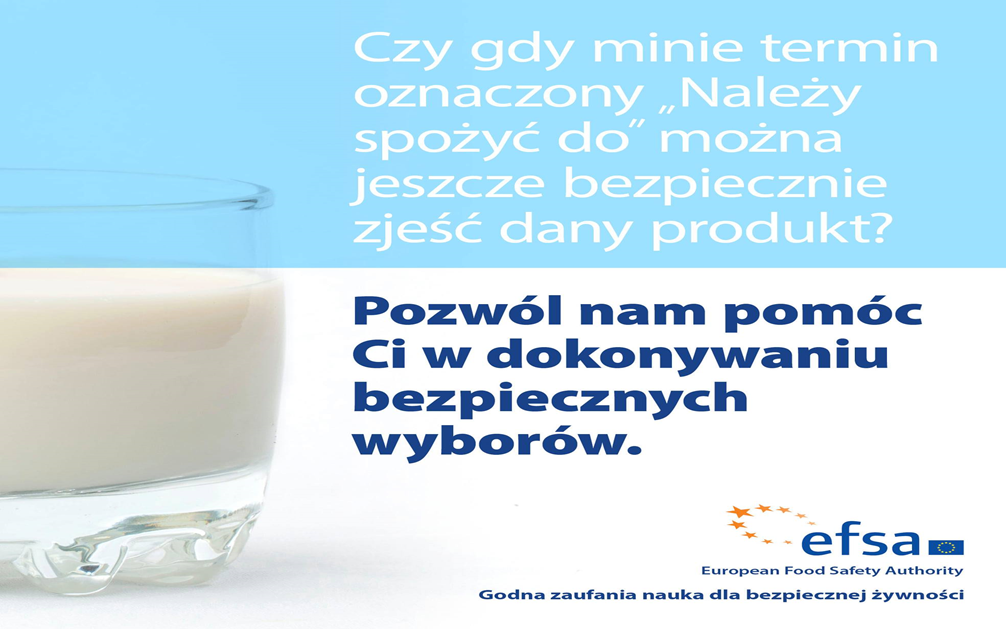 Czy gdy minie termin
oznaczony „Należy
spożyć do” można
jeszcze bezpiecznie
zjeść dany produkt?
Pozwól nam pomóc
Ci w dokonywaniu
bezpiecznych
wyborów.
efsa
European Food Safety Authority
Godna zaufania nauka dla bezpiecznej żywności